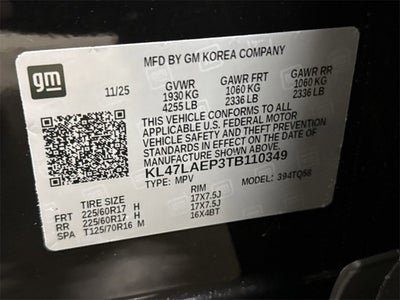 MFD BY GM KOREA COMPANY
gm
11/25 GVWR GAWR FRT GAWR RR
1930 KG 1060 KG 1060 KG
4255 LB 2336 LB 2336 LB
THIS VEHICLE CONFORMS TO ALL
APPLICABLE U.S. FEDERAL MOTOR
VEHICLE SAFETY AND THEFT PREVENTION
STANDARDS IN EFFECT ON THE DATE OF
MANUFACTURE SHOWN ABOVE.
KL47LAEP3TB110349
TYPE: MPV MODEL: 394TQ58
TIRE SIZE RIM
FRT 225/60R17 H 17X7.5J
RR 225/60R17 H 17X7.5J
SPA T125/70R16 M 16X4BT